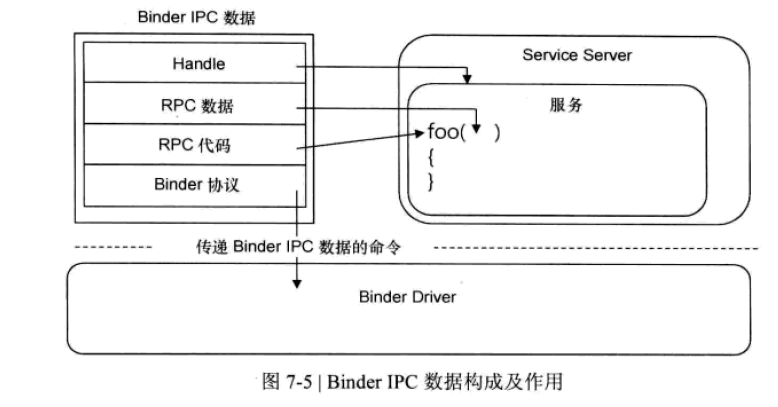 Binder IPC 数据
Handle
RPC 数据
RPC 代码
Binder 协议
Service Server
服务
foo( )
{
}
传递 Binder IPC 数据的命令
Binder Driver
图 7-5 | Binder IPC 数据构成及作用